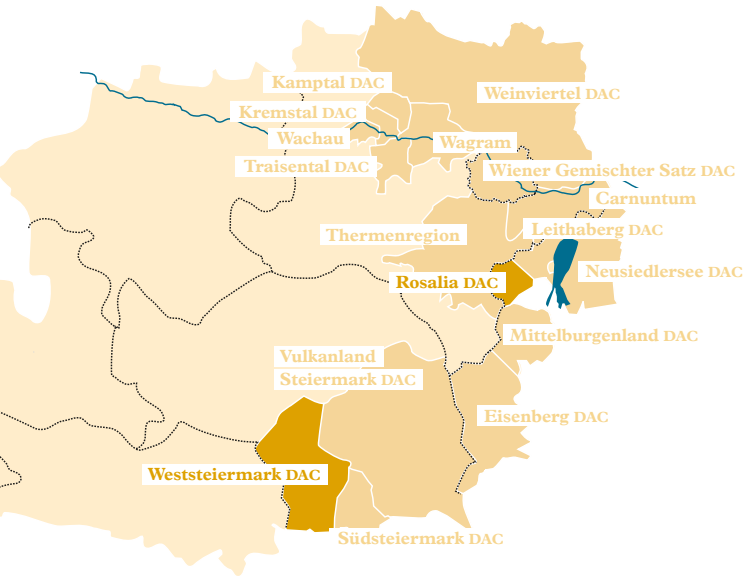 Kamptal DAC
Weinviertel DAC
Kremstal DAC
Wachau
Wagram
Traisental DAC
Wiener Gemischter Satz DAC
Carnuntum
Thermenregion
Leithaberg DAC
Neusiedlersee DAC
Rosalia DAC
Mittelburgenland DAC
Vulkanland
Steiermark DAC
Eisenberg DAC
Weststeiermark DAC
Südsteiermark DAC